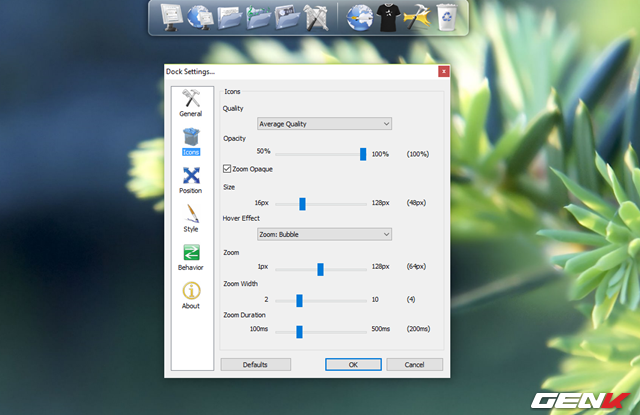 Dock Settings...
General
Icons
Position
Style
Behavior
About
Icons
Quality
Average Quality
Opacity
50% 100% (100%)
Zoom Opaque
Size
16px 128px (48px)
Hover Effect
Zoom: Bubble
Zoom
1px 128px (64px)
Zoom Width
2 10 (4)
Zoom Duration
100ms 500ms (200ms)
Defaults OK Cancel
GENK